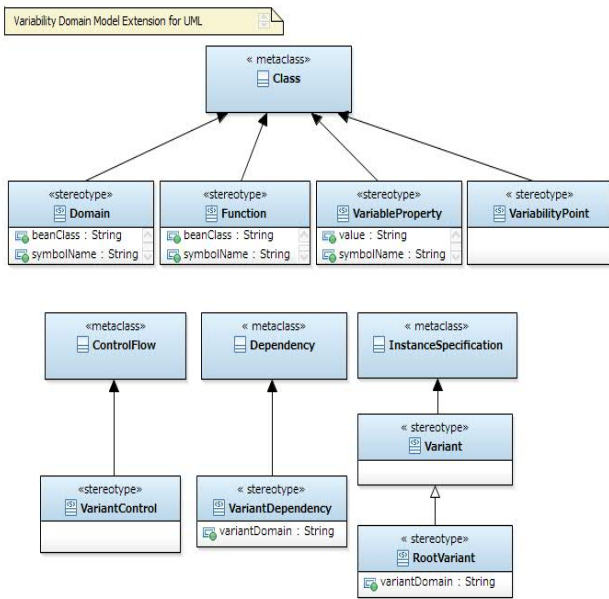 Variability Domain Model Extension for UML
« metaclass»
Class
«stereotype»
Domain
beanClass : String
symbolName : String
«stereotype»
Function
beanClass : String
symbolName : String
«stereotype»
VariableProperty
value : String
symbolName : String
« stereotype»
VariabilityPoint
«metaclass»
ControlFlow
« metaclass»
Dependency
« metaclass»
InstanceSpecification
« stereotype»
Variant
«stereotype»
VariantControl
« stereotype»
VariantDependency
variantDomain : String
« stereotype»
RootVariant
variantDomain : String